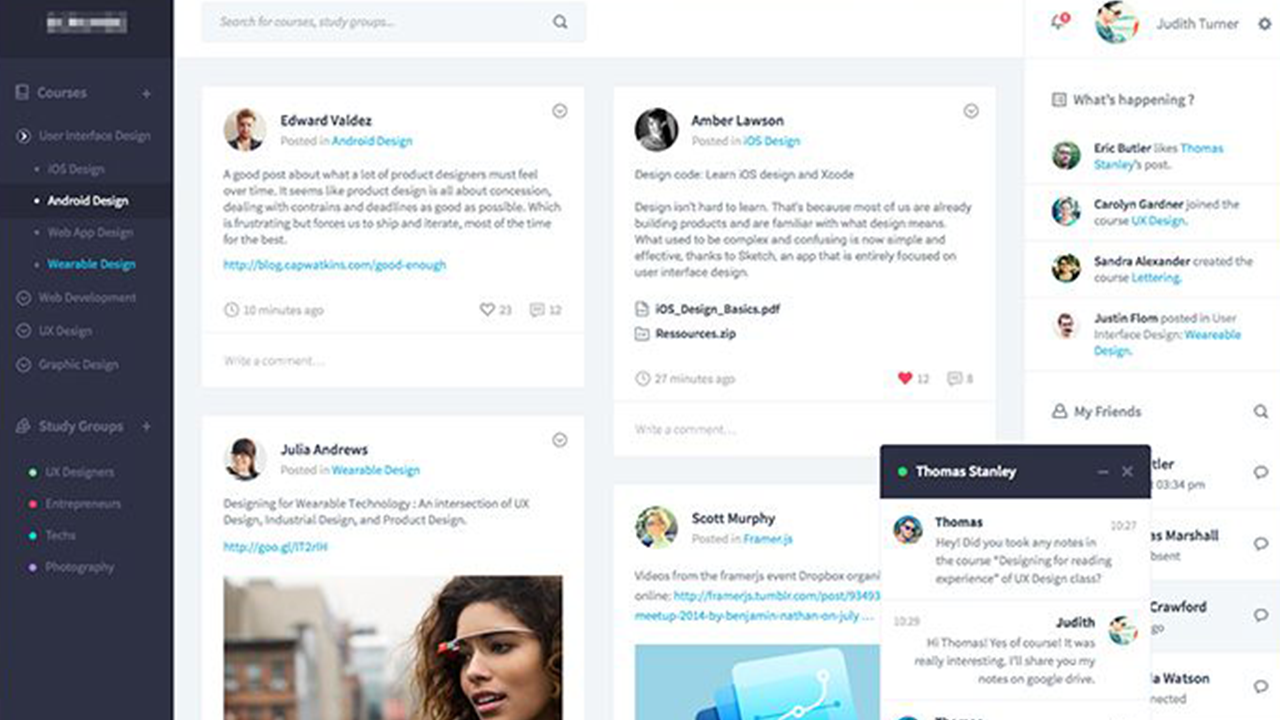 Courses
User Interface Design
iOS Design
Android Design
Web App Design
Wearable Design
Web Development
UX Design
Graphic Design
Study Groups
UX Designers
Entrepreneurs
Techs
Photography
Search for courses, study groups...
Edward Valdez
Posted in Android Design
A good post about what a lot of product designers must feel
over time. It seems like product design is all about concession,
dealing with contrains and deadlines as good as possible. Which
is frustrating but forces us to ship and iterate, most of the time
for the best.
http://blog.capwatkins.com/good-enough
10 minutes ago
23
12
Write a comment...
Julia Andrews
Posted in Wearable Design
Designing for Wearable Technology : An intersection of UX
Design, Industrial Design, and Product Design.
http://goo.gl/IT2rIH
Amber Lawson
Posted in iOS Design
Design code: Learn iOS design and Xcode
Design isn't hard to learn. That's because most of us are already
building products and are familiar with what design means.
What used to be complex and confusing is now simple and
effective, thanks to Sketch, an app that is entirely focused on
user interface design.
iOS_Design_Basics.pdf
Ressources.zip
27 minutes ago
12
8
Write a comment...
Scott Murphy
Posted in Framer.js
Videos from the framerjs event Dropbox organi
online: http://framerjs.tumblr.com/post/93493
meetup-2014-by-benjamin-nathan-on-july ...
Judith Turner
What's happening ?
Eric Butler likes Thomas
Stanley's post.
Carolyn Gardner joined the
course UX Design.
Sandra Alexander created the
course Lettering.
Justin Flom posted in User
Interface Design: Weareable
Design.
My Friends
tler
03:34 pm
as Marshall
bsent
Crawford
go
la Watson
nected
Thomas Stanley
Thomas
10:27
Hey! Did you took any notes in
the course "Designing for reading
experience" of UX Design class?
10:29
Judith
Hi Thomas! Yes of course! It was
really interesting. I'll share you my
notes on google drive.
Thomas